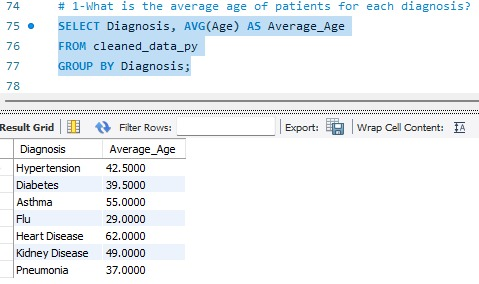 74 # 1-What is the average age of patients for each diagnosis?
75 SELECT Diagnosis, AVG(Age) AS Average_Age
76 FROM cleaned_data_py
77 GROUP BY Diagnosis;
78
Result Grid Filter Rows: Export: Wrap Cell Content: IA
Diagnosis Average_Age
Hypertension 42.5000
Diabetes 39.5000
Asthma 55.0000
Flu 29.0000
Heart Disease 62.0000
Kidney Disease 49.0000
Pneumonia 37.0000